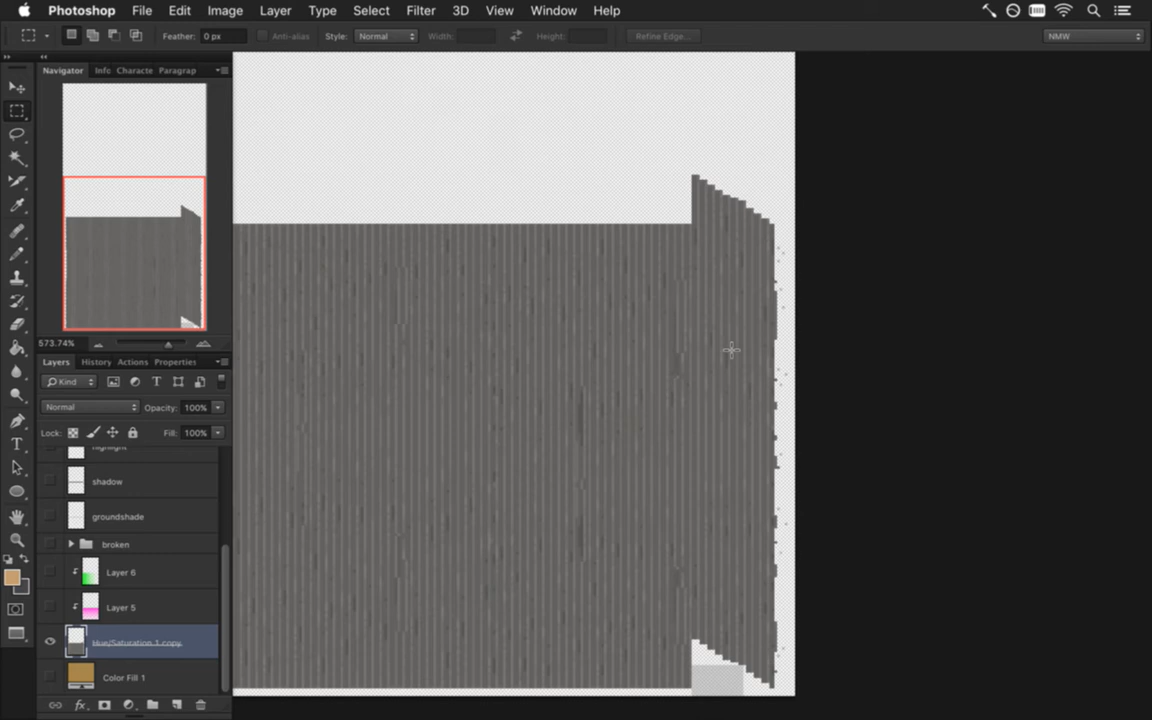 Photoshop File Edit Image Layer Type Select Filter 3D View Window Help
Feather: 0 px Anti-alias Style: Normal Width: Height: Refine Edge... NMW
Navigator Info Characte Paragrap
573.74%
Layers History Actions Properties
Kind
Normal Opacity: 100%
Lock: Fill: 100%
highlight
shadow
groundshade
broken
Layer 6
Layer 5
Hue/Saturation 1 copy
Color Fill 1
fx